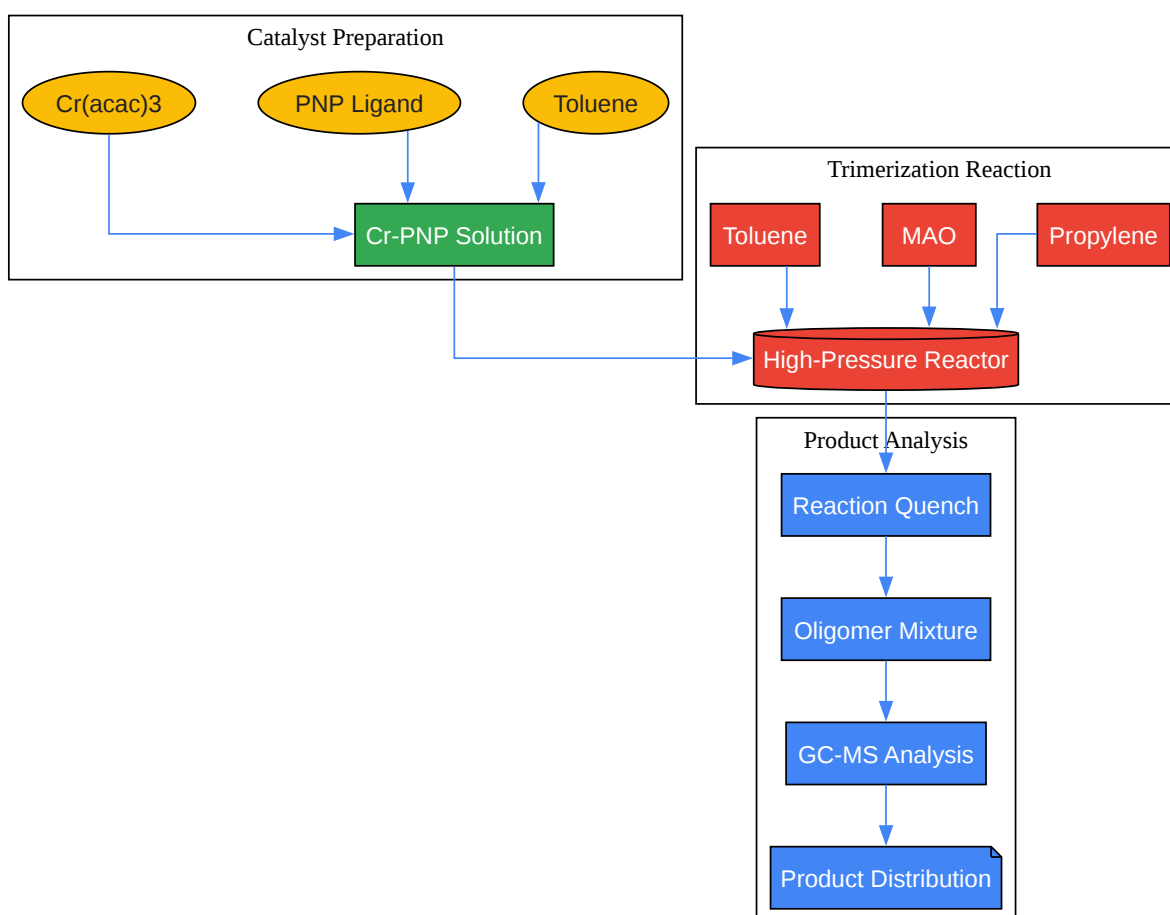 Catalyst Preparation
Cr(acac)3
PNP Ligand
Toluene
Cr-PNP Solution
Trimerization Reaction
Toluene
MAO
Propylene
High-Pressure Reactor
Product Analysis
Reaction Quench
Oligomer Mixture
GC-MS Analysis
Product Distribution